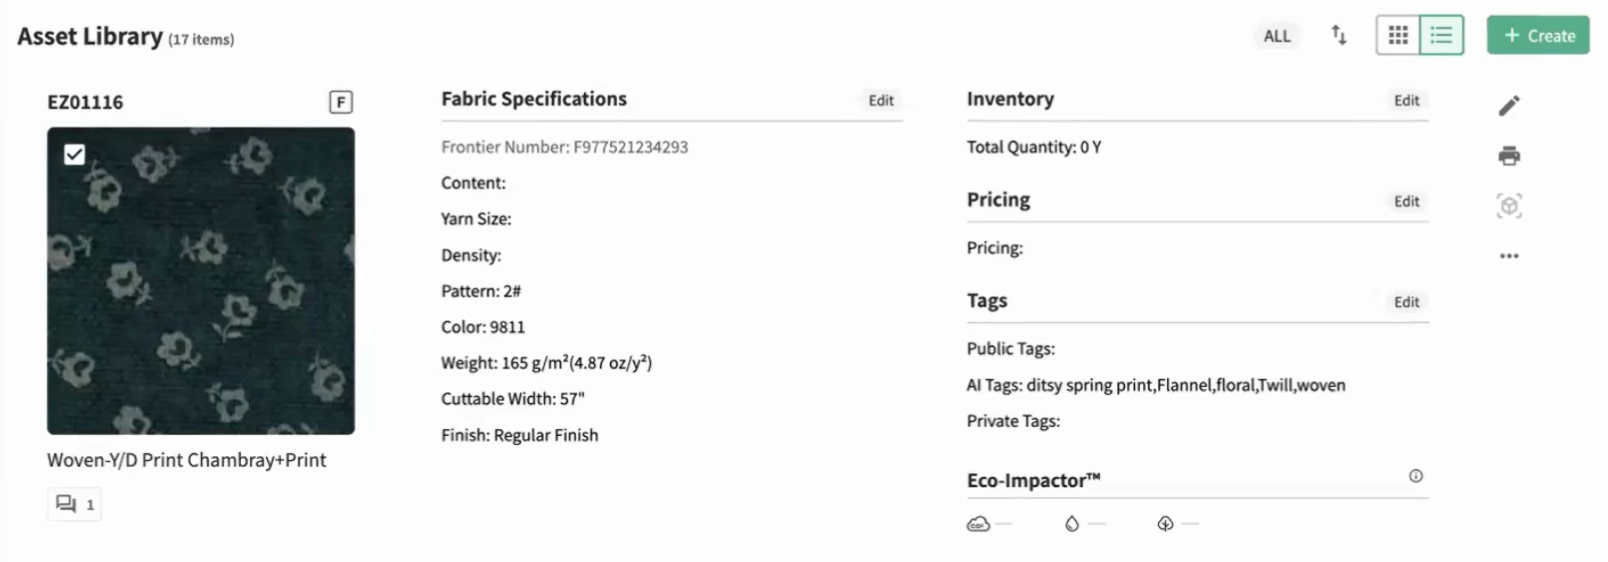 Asset Library (17 items)
ALL
+ Create
EZ01116
F
Woven-Y/D Print Chambray+Print
1
Fabric Specifications
Edit
Frontier Number: F977521234293
Content:
Yarn Size:
Density:
Pattern: 2#
Color: 9811
Weight: 165 g/m²(4.87 oz/y²)
Cuttable Width: 57"
Finish: Regular Finish
Inventory
Edit
Total Quantity: 0 Y
Pricing
Edit
Pricing:
Tags
Edit
Public Tags:
AI Tags: ditsy spring print,Flannel,floral,Twill,woven
Private Tags:
Eco-Impactor™